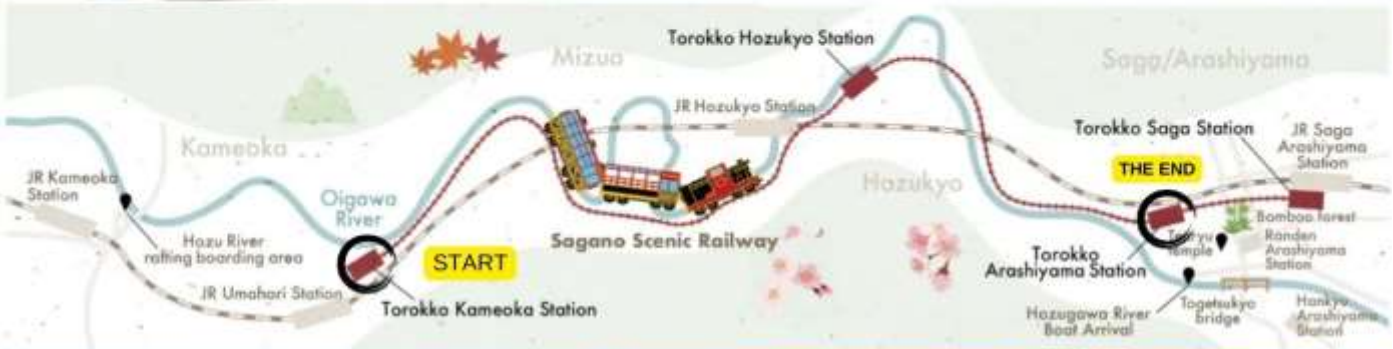 Torokko Hozukyo Station
Mizuo
Saga/Arashiyama
JR Hozukyo Station
Torokko Saga Station
JR Saga
Arashiyama
Station
Kameoka
JR Kameoka
Station
THE END
Hozukyo
Oigawa
River
Bamboo forest
Hozu River
rafting boarding area
START
Sagano Scenic Railway
Temple
Randen
Arashiyama
Station
Torokko
Arashiyama Station
JR Umahori Station
Torokko Kameoka Station
Hozugawa River
Boat Arrival
Togetsukyo
bridge
Hankyu
Arashiyama
Station